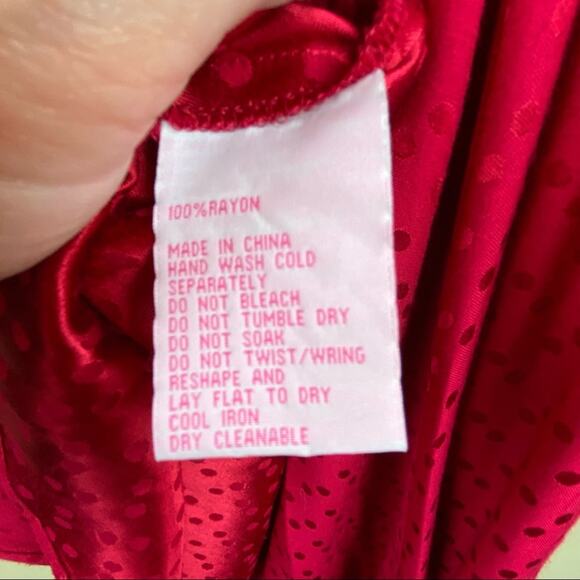 100%RAYON
MADE IN CHINA
HAND WASH COLD
SEPARATELY
DO NOT BLEACH
DO NOT TUMBLE DRY
DO NOT SOAK
DO NOT TWIST/WRING
RESHAPE AND
LAY FLAT TO DRY
COOL IRON
DRY CLEANABLE